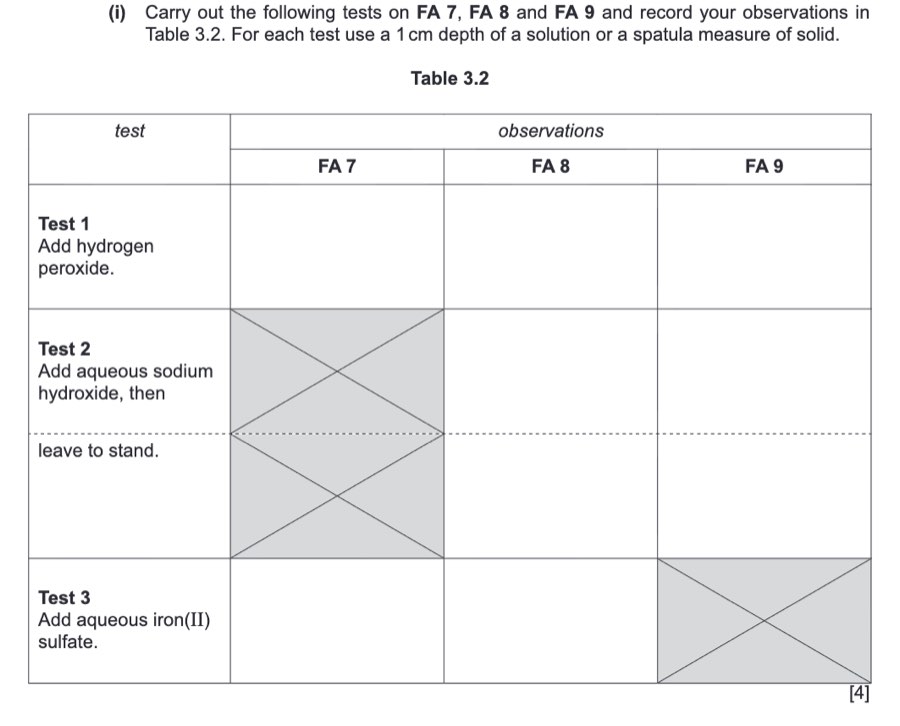 (i) Carry out the following tests on FA 7, FA 8 and FA 9 and record your observations in
Table 3.2. For each test use a 1 cm depth of a solution or a spatula measure of solid.
Table 3.2
test
observations
FA 7
FA 8
FA 9
Test 1
Add hydrogen
peroxide.
Test 2
Add aqueous sodium
hydroxide, then
leave to stand.
Test 3
Add aqueous iron(II)
sulfate.
[4]